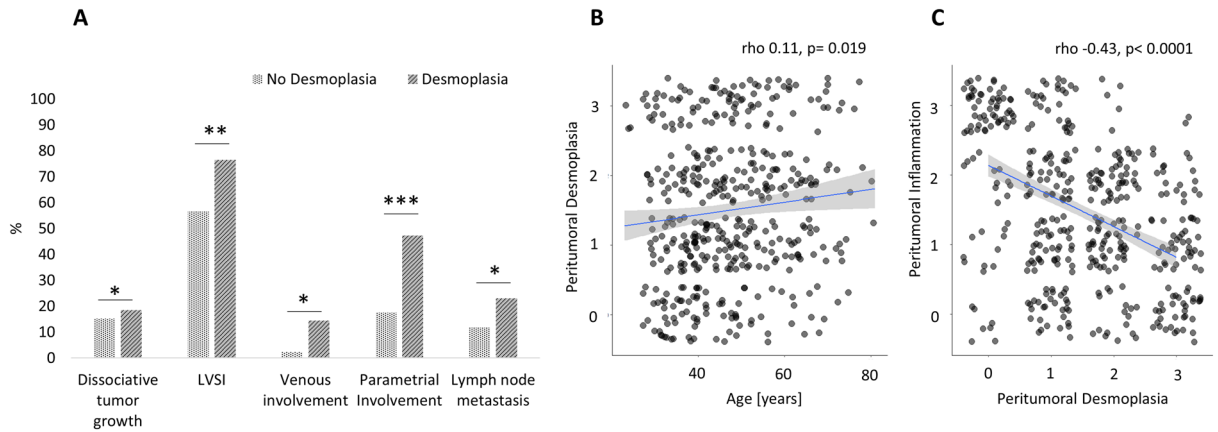 A
No Desmoplasia
Desmoplasia
%
100
90
80
70
60
50
40
30
20
10
0
*
**
*
***
*
Dissociative
tumor
growth
LVSI
Venous
involvement
Parametrial
Involvement
Lymph node
metastasis
B
rho 0.11, p= 0.019
Peritumoral Desmoplasia
3
2
1
0
40
60
80
Age [years]
C
rho -0.43, p< 0.0001
Peritumoral Inflammation
3
2
1
0
0
1
2
3
Peritumoral Desmoplasia